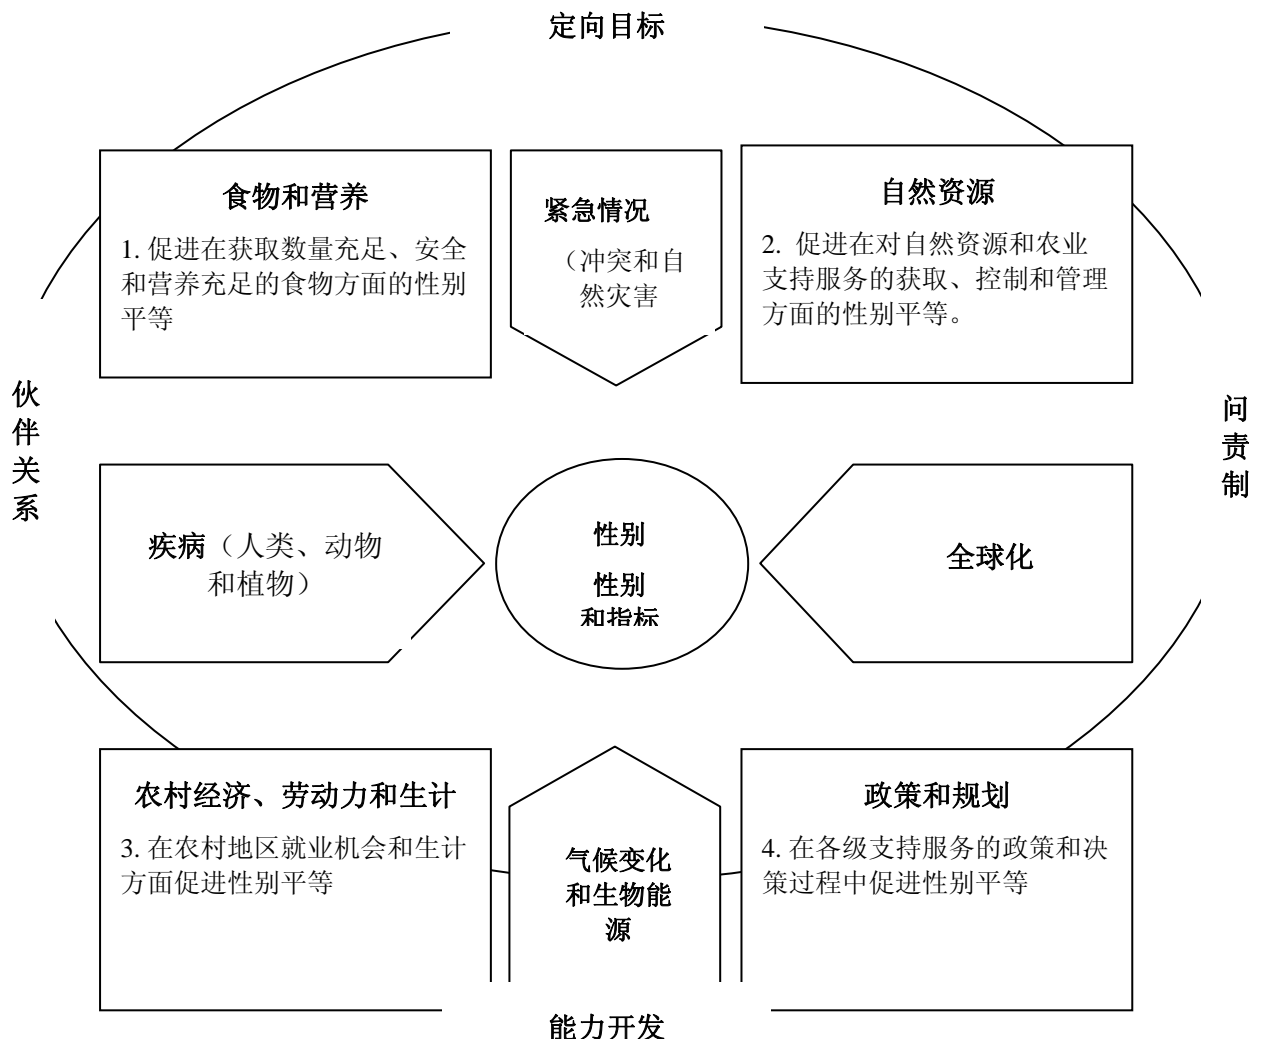 定向目标
食物和营养
1. 促进在获取数量充足、安全
和营养充足的食物方面的性别
平等
紧急情况
（冲突和自
然灾害
自然资源
2. 促进在对自然资源和农业
支持服务的获取、控制和管理
方面的性别平等。
伙
伴
关
系
问
责
制
疾病（人类、动物
和植物）
性别
性别
和指标
全球化
农村经济、劳动力和生计
3. 在农村地区就业机会和生计
方面促进性别平等
气候变化
和生物能
源
政策和规划
4. 在各级支持服务的政策和决
策过程中促进性别平等
能力开发